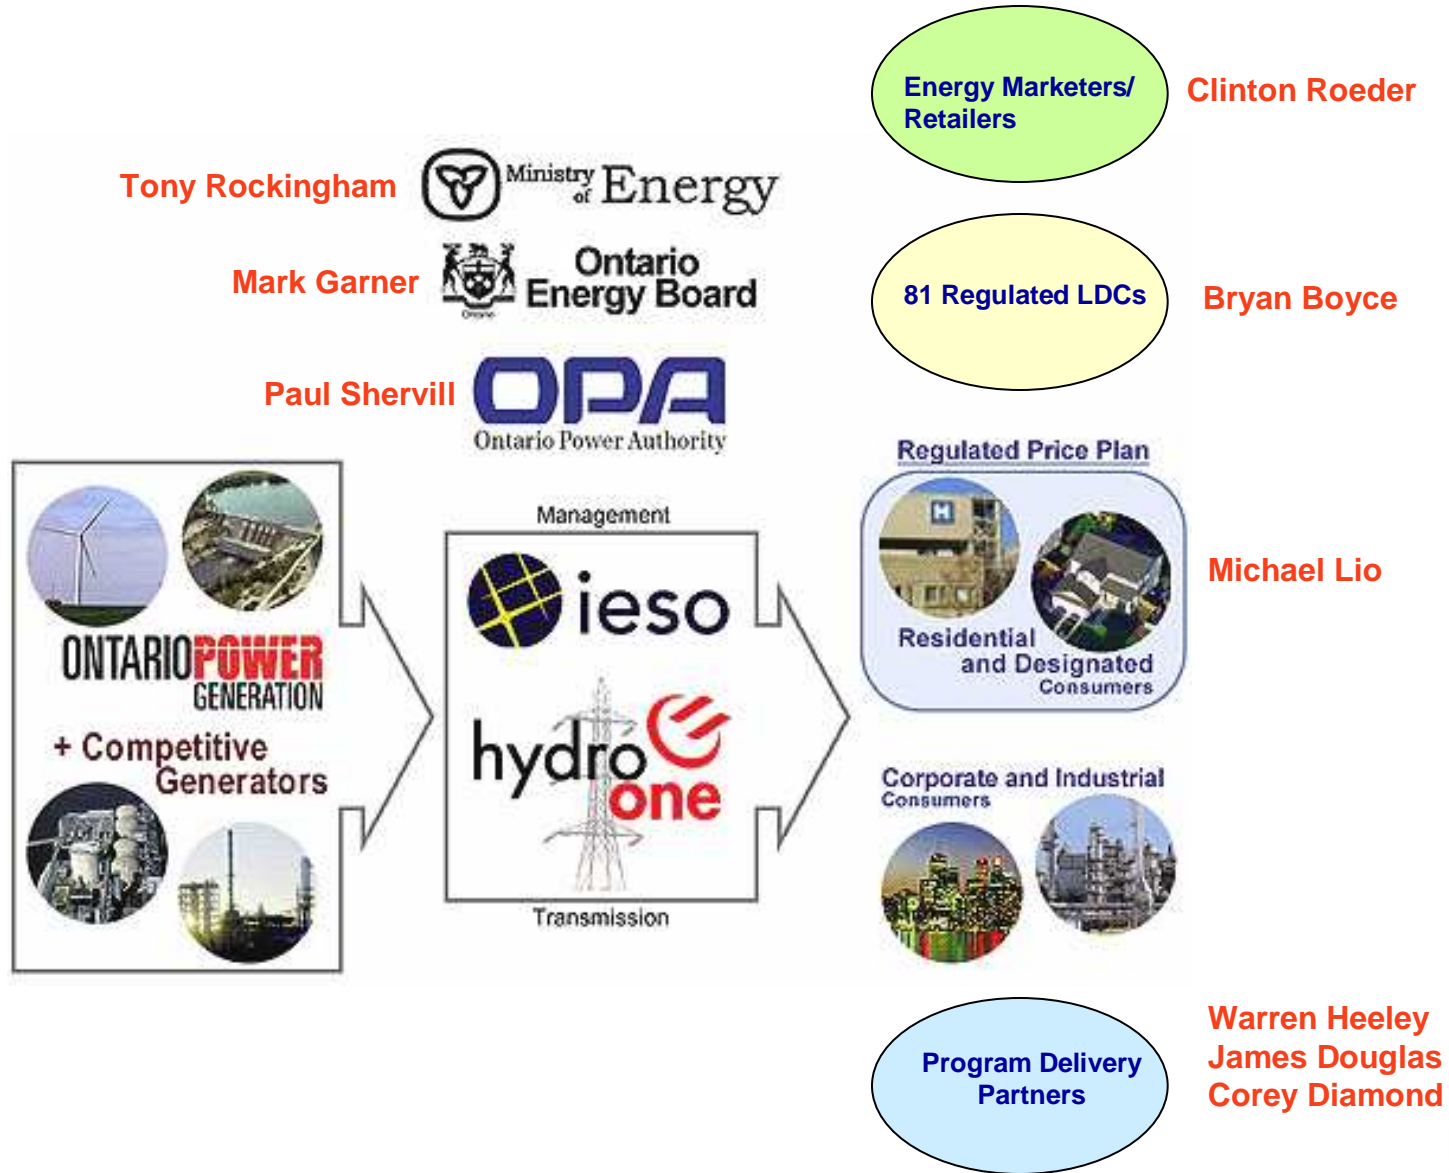 Energy Marketers/
Retailers
Clinton Roeder
Tony Rockingham
Ministry of Energy
Mark Garner
Ontario
Ontario
Energy Board
81 Regulated LDCs
Bryan Boyce
Paul Shervill
OPA
Ontario Power Authority
Regulated Price Plan
H
Residential
and Designated
Consumers
Michael Lio
Management
ieso
hydro
one
Transmission
ONTARIOPOWER
GENERATION
+ Competitive
Generators
Corporate and Industrial
Consumers
Program Delivery
Partners
Warren Heeley
James Douglas
Corey Diamond